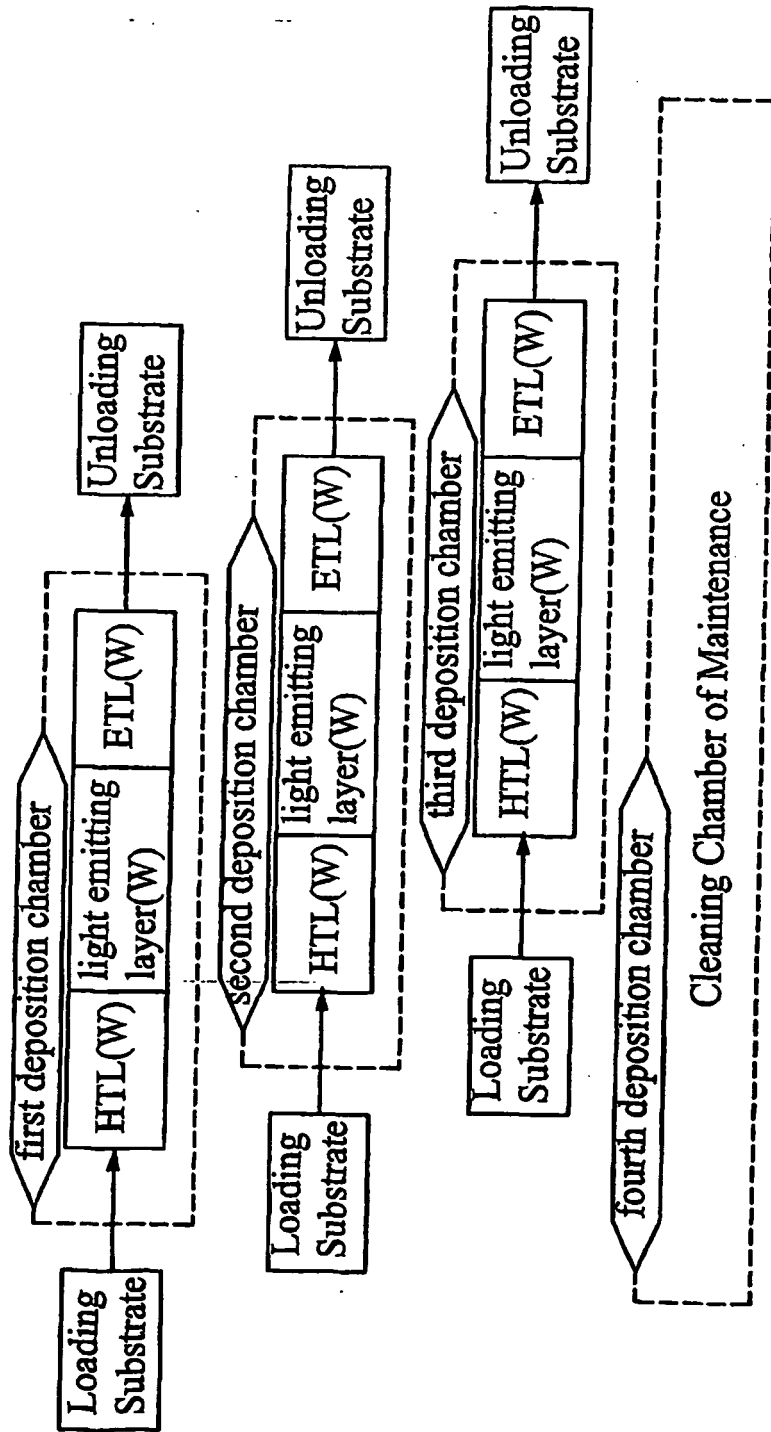 first deposition chamber
Loading
Substrate
HTL(W)
light emitting
layer(W)
ETL(W)
Unloading
Substrate
second deposition chamber
Loading
Substrate
HTL(W)
light emitting
layer(W)
ETL(W)
Unloading
Substrate
third deposition chamber
Loading
Substrate
HTL(W)
light emitting
layer(W)
ETL(W)
Unloading
Substrate
fourth deposition chamber
Cleaning Chamber of Maintenance